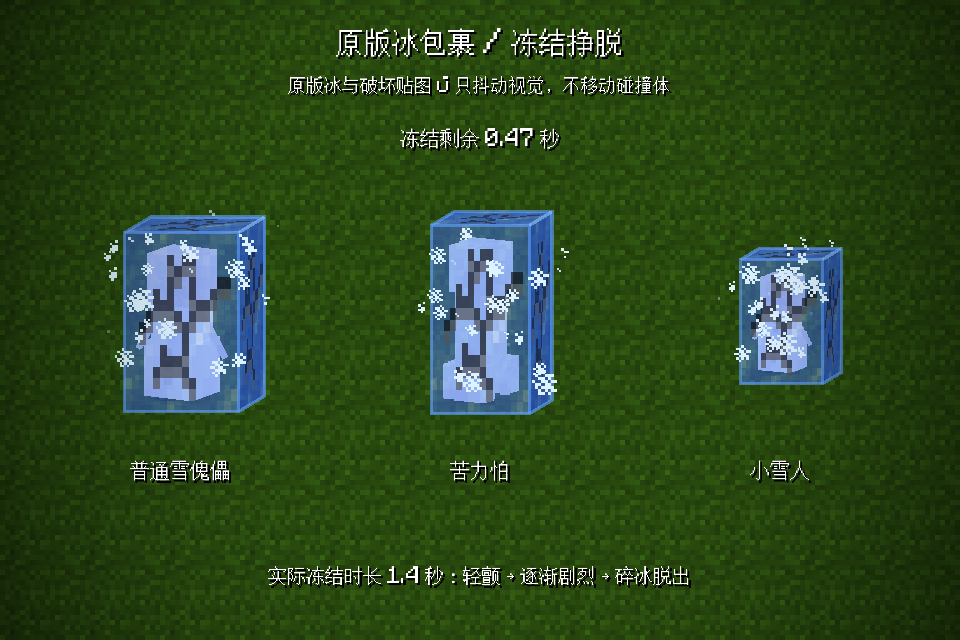 原版冰包裹 / 冻结挣脱
原版冰与破坏贴图 Ů 只抖动视觉，不移动碰撞体
冻结剩余 0.47 秒
普通雪傀儡
苦力怕
小雪人
实际冻结时长 1.4 秒：轻颤 → 逐渐剧烈 → 碎冰脱出